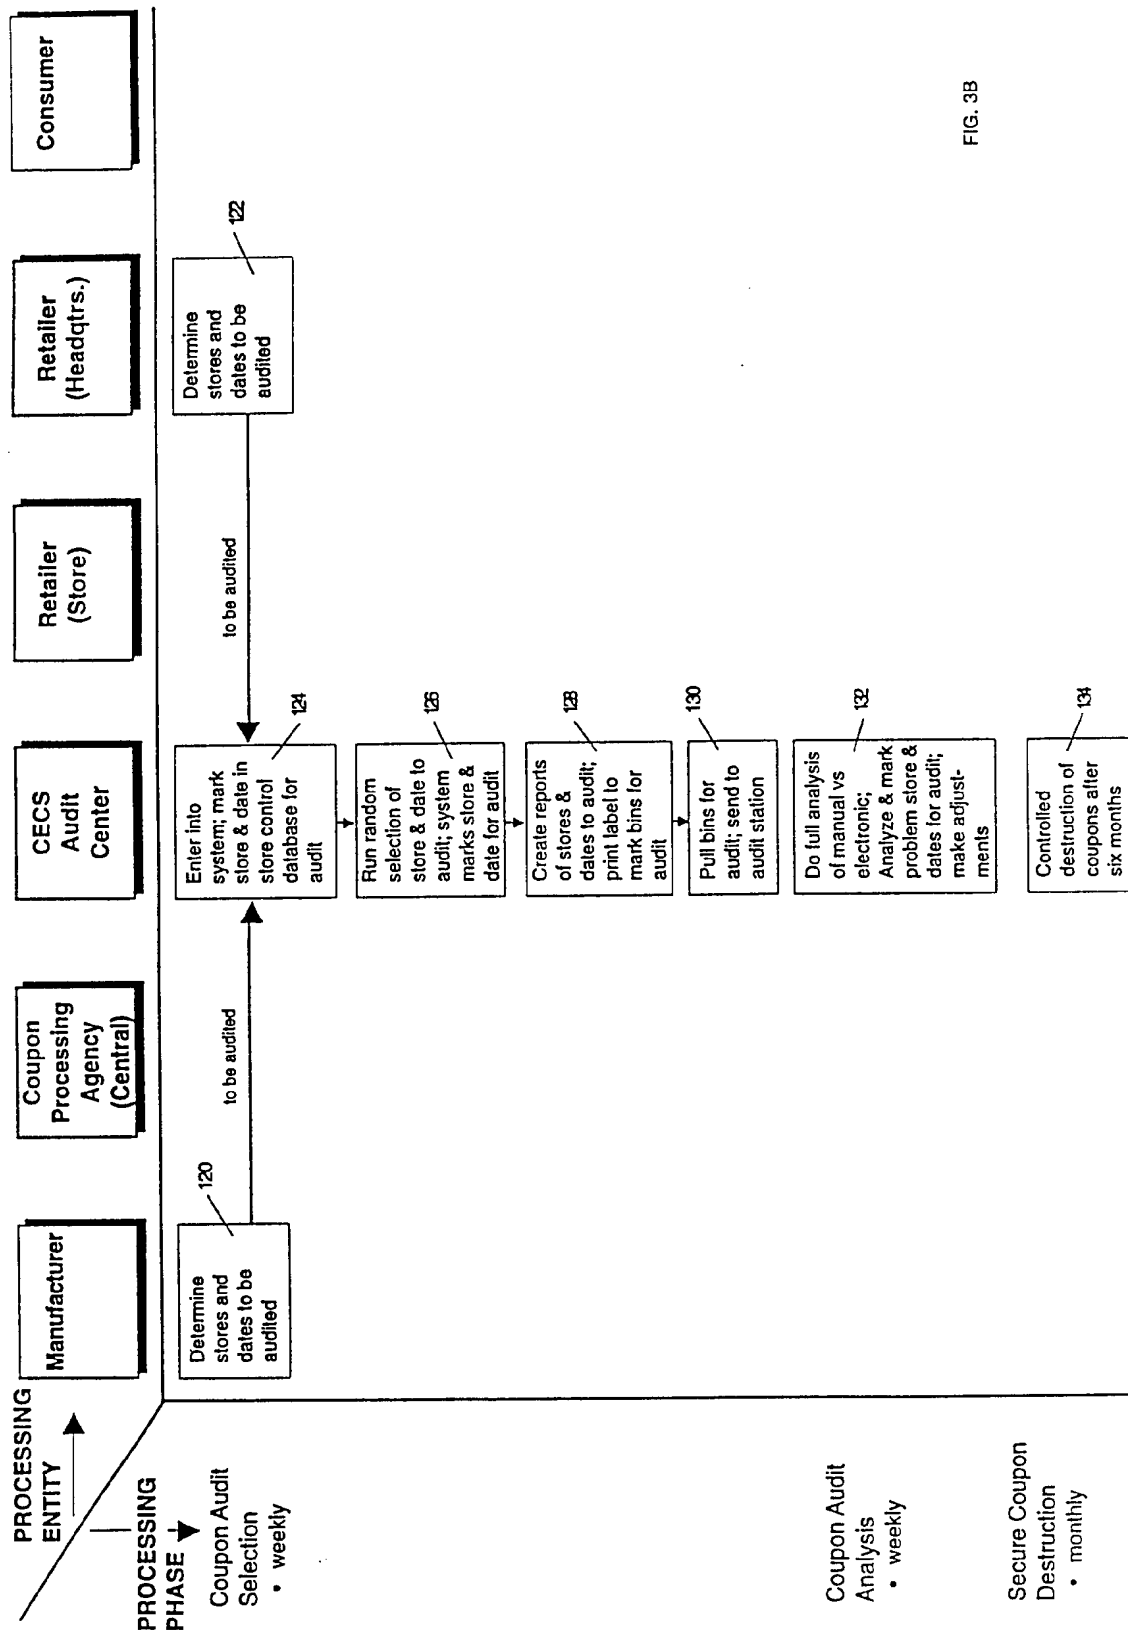 PROCESSING
ENTITY
PROCESSING
PHASE
Manufacturer
Coupon
Processing
Agency
(Central)
CECS
Audit
Center
Retailer
(Store)
Retailer
(Headqtrs.)
Consumer
Coupon Audit
Selection
• weekly
Determine
stores and
dates to be
audited
120
to be audited
Enter into
system; mark
store & date in
store control
database for
audit
124
to be audited
Determine
stores and
dates to be
audited
122
Run random
selection of
store & date to
audit; system
marks store &
date for audit
126
Create reports
of stores &
dates to audit;
print label to
mark bins for
audit
128
Pull bins for
audit; send to
audit station
130
Coupon Audit
Analysis
• weekly
Do full analysis
of manual vs
electronic;
Analyze & mark
problem store &
dates for audit;
make adjust-
ments
132
Secure Coupon
Destruction
• monthly
Controlled
destruction of
coupons after
six months
134
FIG. 3B